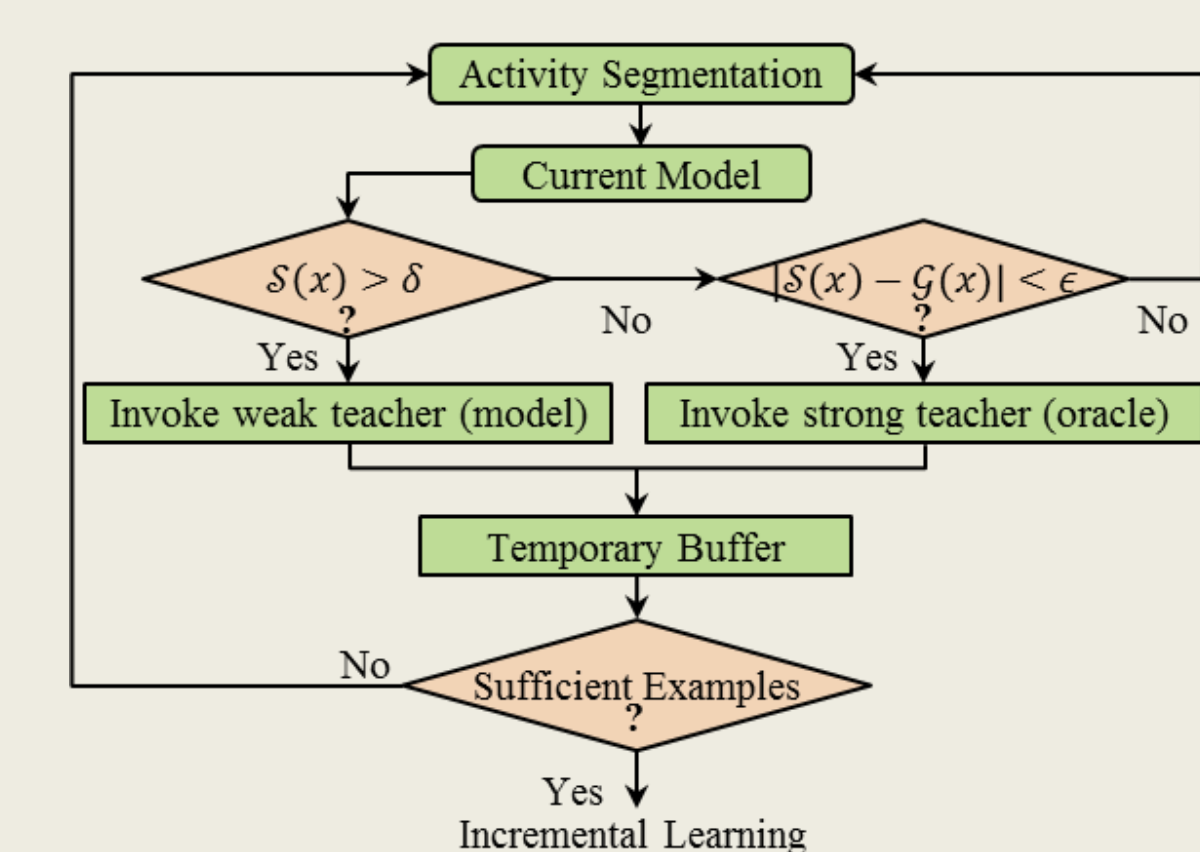 Activity Segmentation
Current Model
𝒮(x) > δ
?
No
|𝒮(x) − 𝒢(x)| < ϵ
?
No
Yes
Yes
Invoke weak teacher (model)
Invoke strong teacher (oracle)
Temporary Buffer
No
Sufficient Examples
?
Yes
Incremental Learning